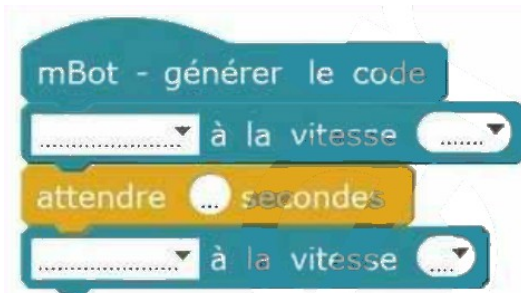 mBot - générer le code
.................... à la vitesse .......
attendre ... secondes
.................... à la vitesse ....